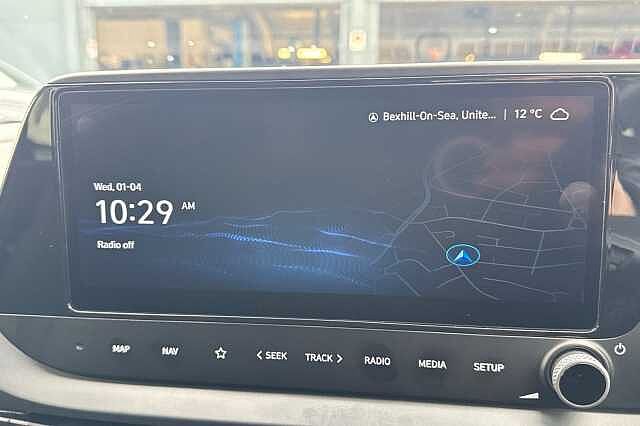 Bexhill-On-Sea, Unite... | 12 °C
Wed, 01-04
10:29 AM
Radio off
MAP NAV < SEEK TRACK > RADIO MEDIA SETUP